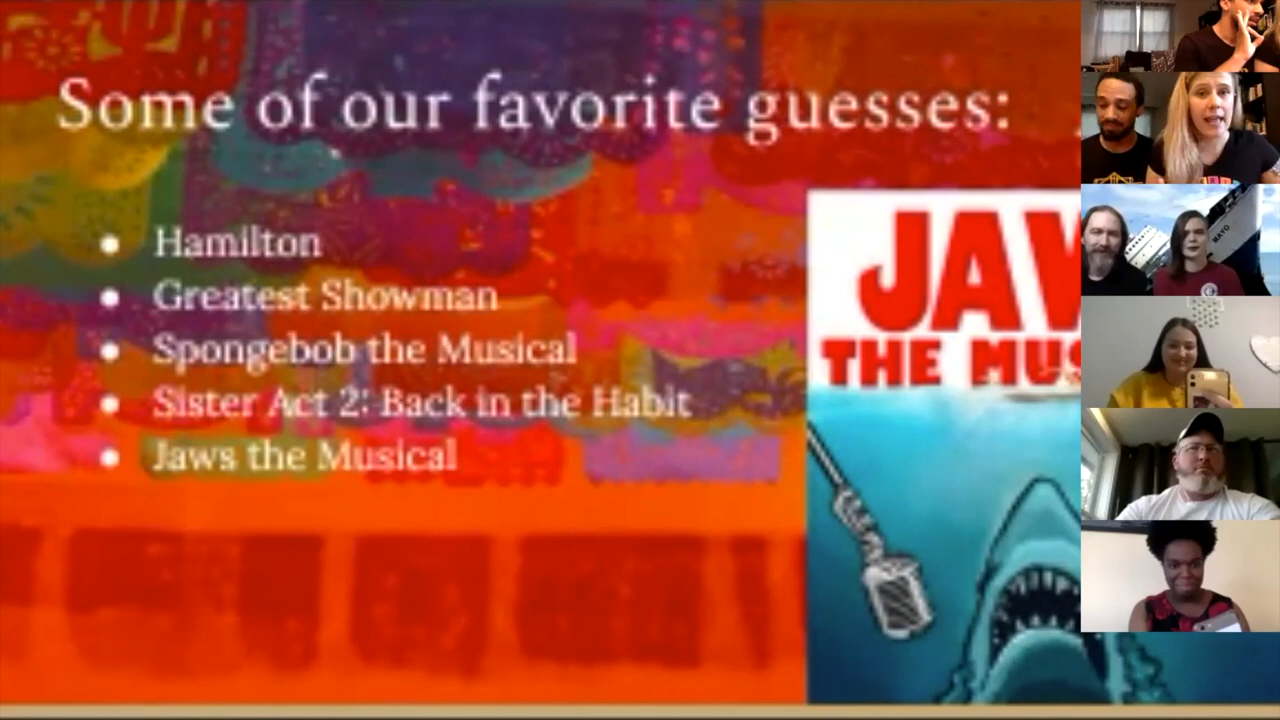 Some of our favorite guesses:
Hamilton
Greatest Showman
Spongebob the Musical
Sister Act 2: Back in the Habit
Jaws the Musical
JAW
THE MUS
MAYO